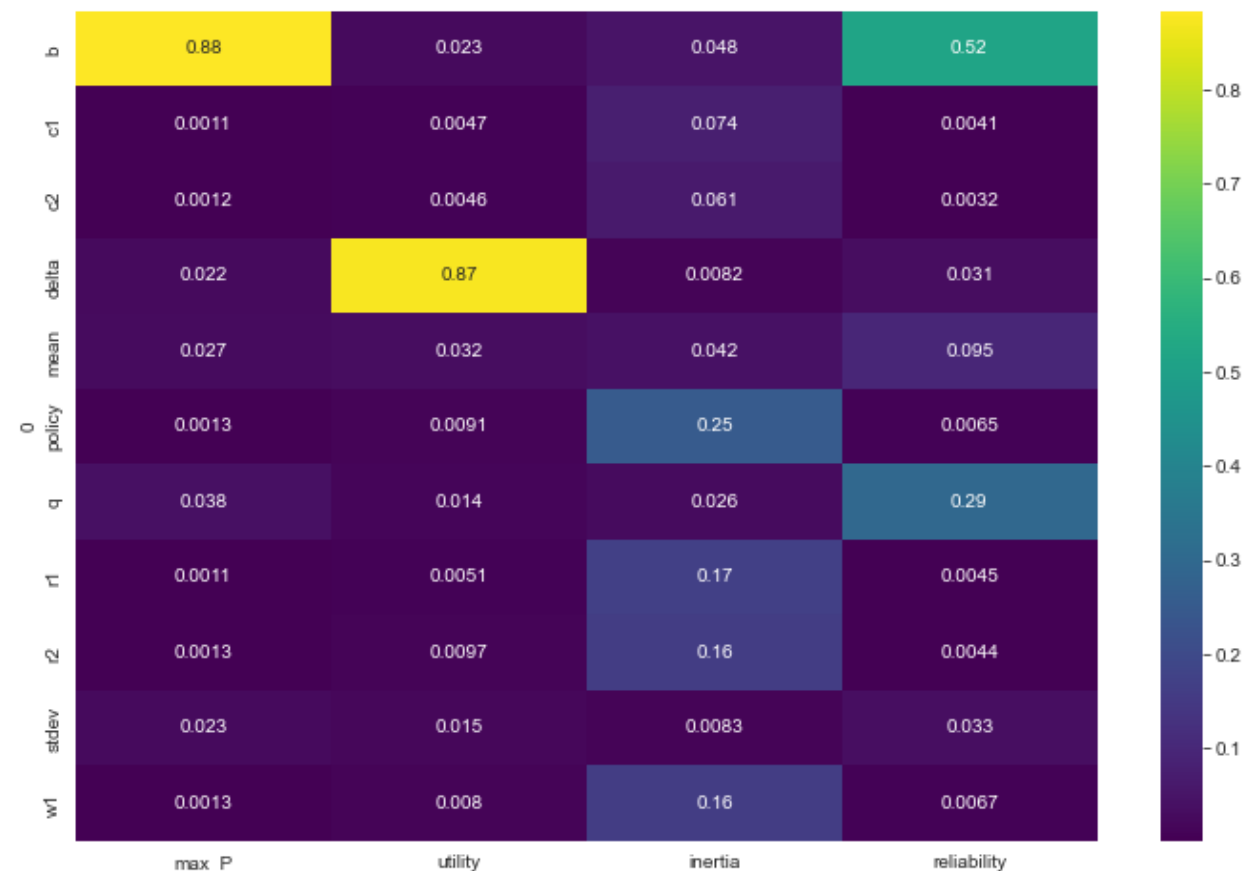 b 0.88 0.023 0.048 0.52
c1 0.0011 0.0047 0.074 0.0041
c2 0.0012 0.0046 0.061 0.0032
delta 0.022 0.87 0.0082 0.031
mean 0.027 0.032 0.042 0.095
0
policy 0.0013 0.0091 0.25 0.0065
q 0.038 0.014 0.026 0.29
r1 0.0011 0.0051 0.17 0.0045
r2 0.0013 0.0097 0.16 0.0044
stdev 0.023 0.015 0.0083 0.033
w1 0.0013 0.008 0.16 0.0067
max_P utility inertia reliability
0.8
0.7
0.6
0.5
0.4
0.3
0.2
0.1